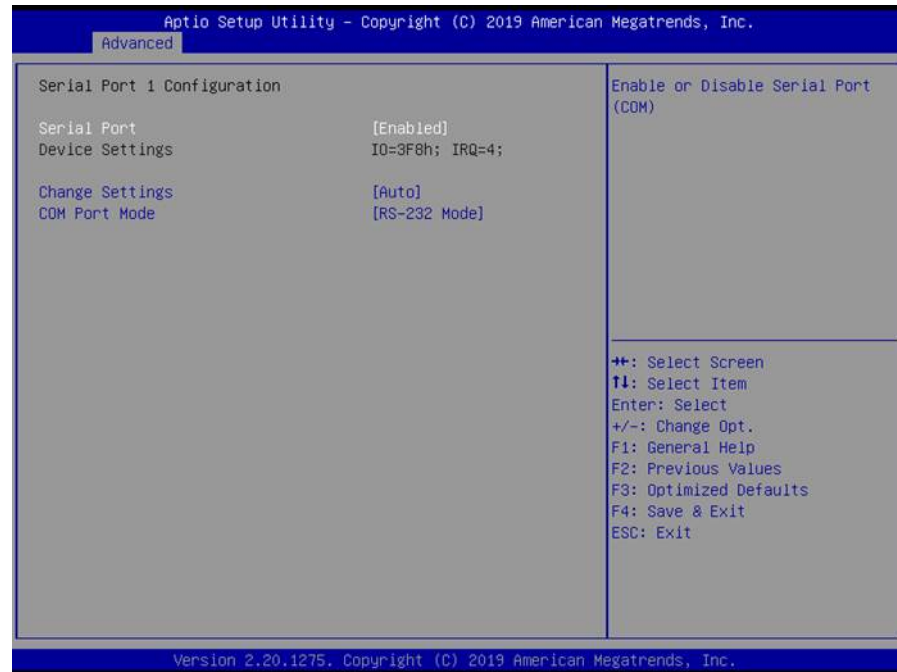 Aptio Setup Utility – Copyright (C) 2019 American Megatrends, Inc.
Advanced
Serial Port 1 Configuration
Serial Port [Enabled]
Device Settings IO=3F8h; IRQ=4;
Change Settings [Auto]
COM Port Mode [RS-232 Mode]
Enable or Disable Serial Port
(COM)
→←: Select Screen
↑↓: Select Item
Enter: Select
+/-: Change Opt.
F1: General Help
F2: Previous Values
F3: Optimized Defaults
F4: Save & Exit
ESC: Exit
Version 2.20.1275. Copyright (C) 2019 American Megatrends, Inc.